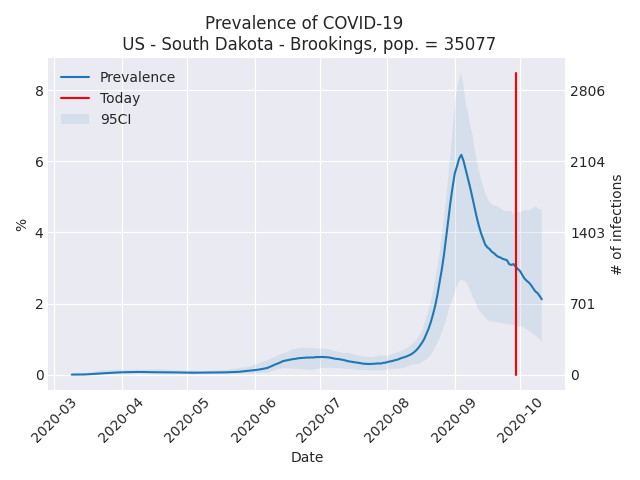 Prevalence of COVID-19
US - South Dakota - Brookings, pop. = 35077
Prevalence
Today
95CI
%
8
6
4
2
0
2806
2104
1403
701
0
# of infections
2020-03
2020-04
2020-05
2020-06
2020-07
2020-08
2020-09
2020-10
Date